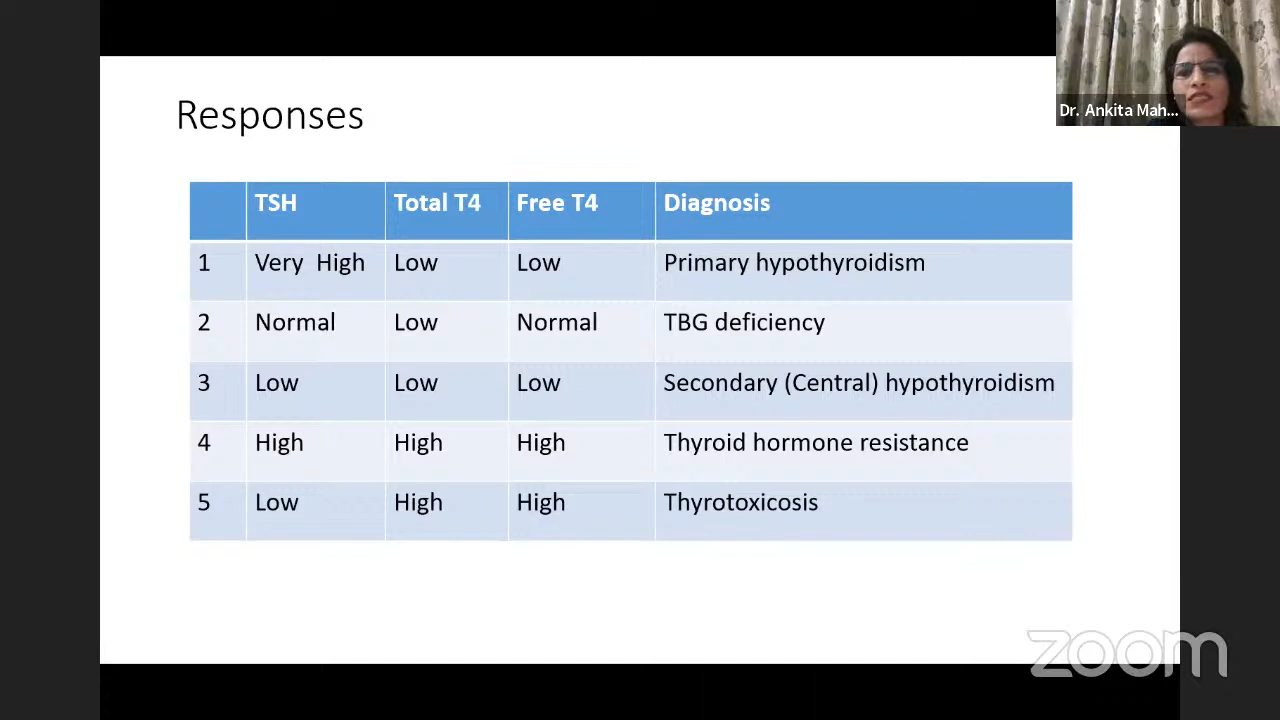 Dr. Ankita Mah...
Responses
TSH Total T4 Free T4 Diagnosis
1 Very High Low Low Primary hypothyroidism
2 Normal Low Normal TBG deficiency
3 Low Low Low Secondary (Central) hypothyroidism
4 High High High Thyroid hormone resistance
5 Low High High Thyrotoxicosis
zoom